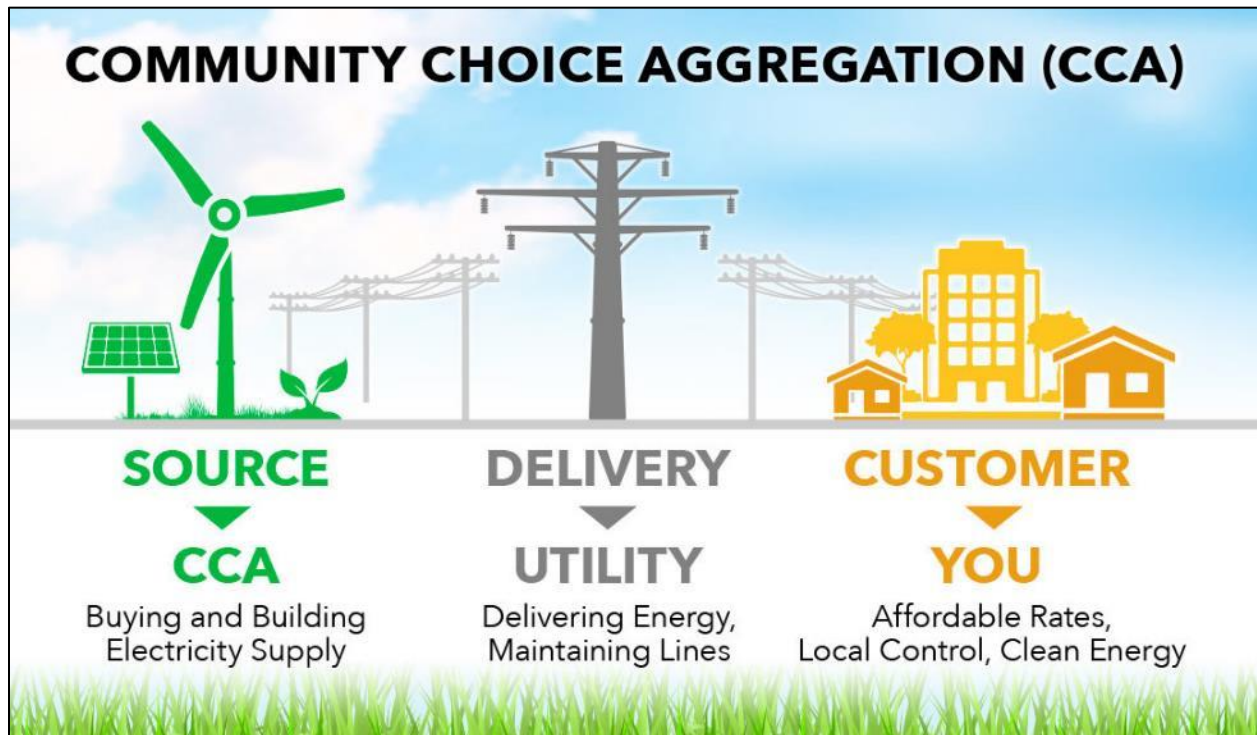 COMMUNITY CHOICE AGGREGATION (CCA)
SOURCE
CCA
Buying and Building
Electricity Supply
DELIVERY
UTILITY
Delivering Energy,
Maintaining Lines
CUSTOMER
YOU
Affordable Rates,
Local Control, Clean Energy